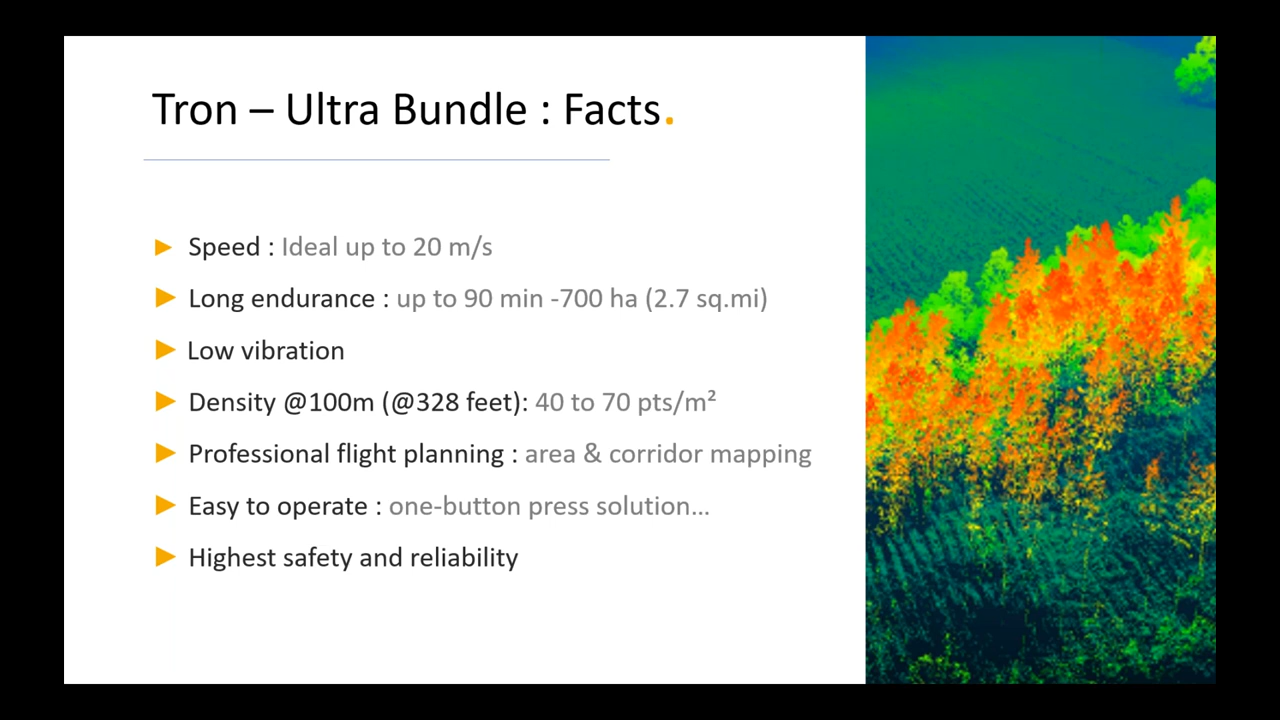 Tron – Ultra Bundle : Facts.
Speed : Ideal up to 20 m/s
Long endurance : up to 90 min -700 ha (2.7 sq.mi)
Low vibration
Density @100m (@328 feet): 40 to 70 pts/m²
Professional flight planning : area & corridor mapping
Easy to operate : one-button press solution...
Highest safety and reliability